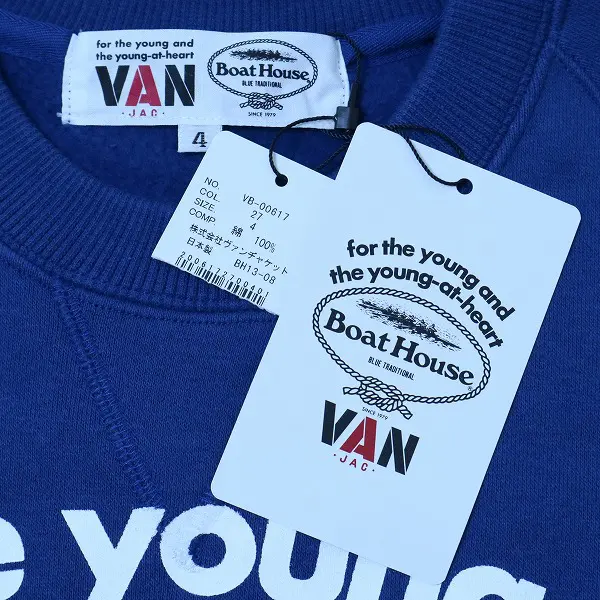 for the young and
the young-at-heart
VAN
·JAC·
Boat House®
BLUE TRADITIONAL
SINCE 1979
4
NO. VB-00617
COL. 27
SIZE. 4
COMP. 綿 100%
株式会社ヴァンヂャケット
日本製 BH13-08
for the young and
the young-at-heart
Boat House®
BLUE TRADITIONAL
SINCE 1979
VAN
·JAC·
e young